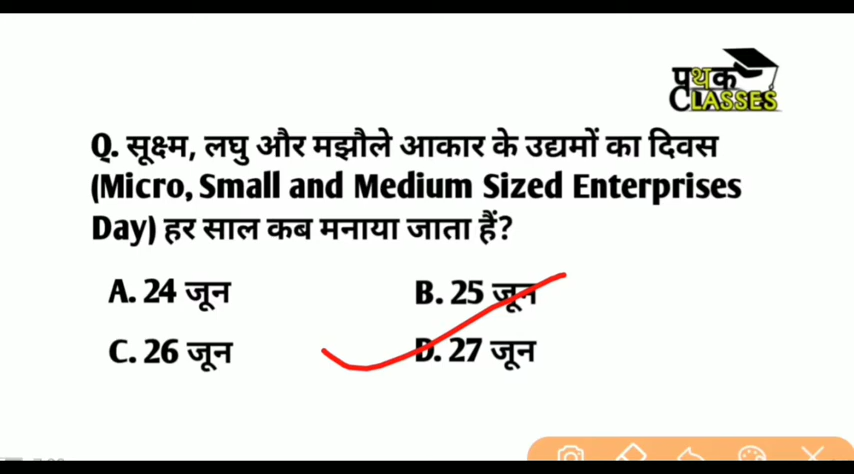 पृथक
CLASSES
Q. सूक्ष्म, लघु और मझौले आकार के उद्यमों का दिवस
(Micro, Small and Medium Sized Enterprises
Day) हर साल कब मनाया जाता हैं?
A. 24 जून
B. 25 जून
C. 26 जून
D. 27 जून